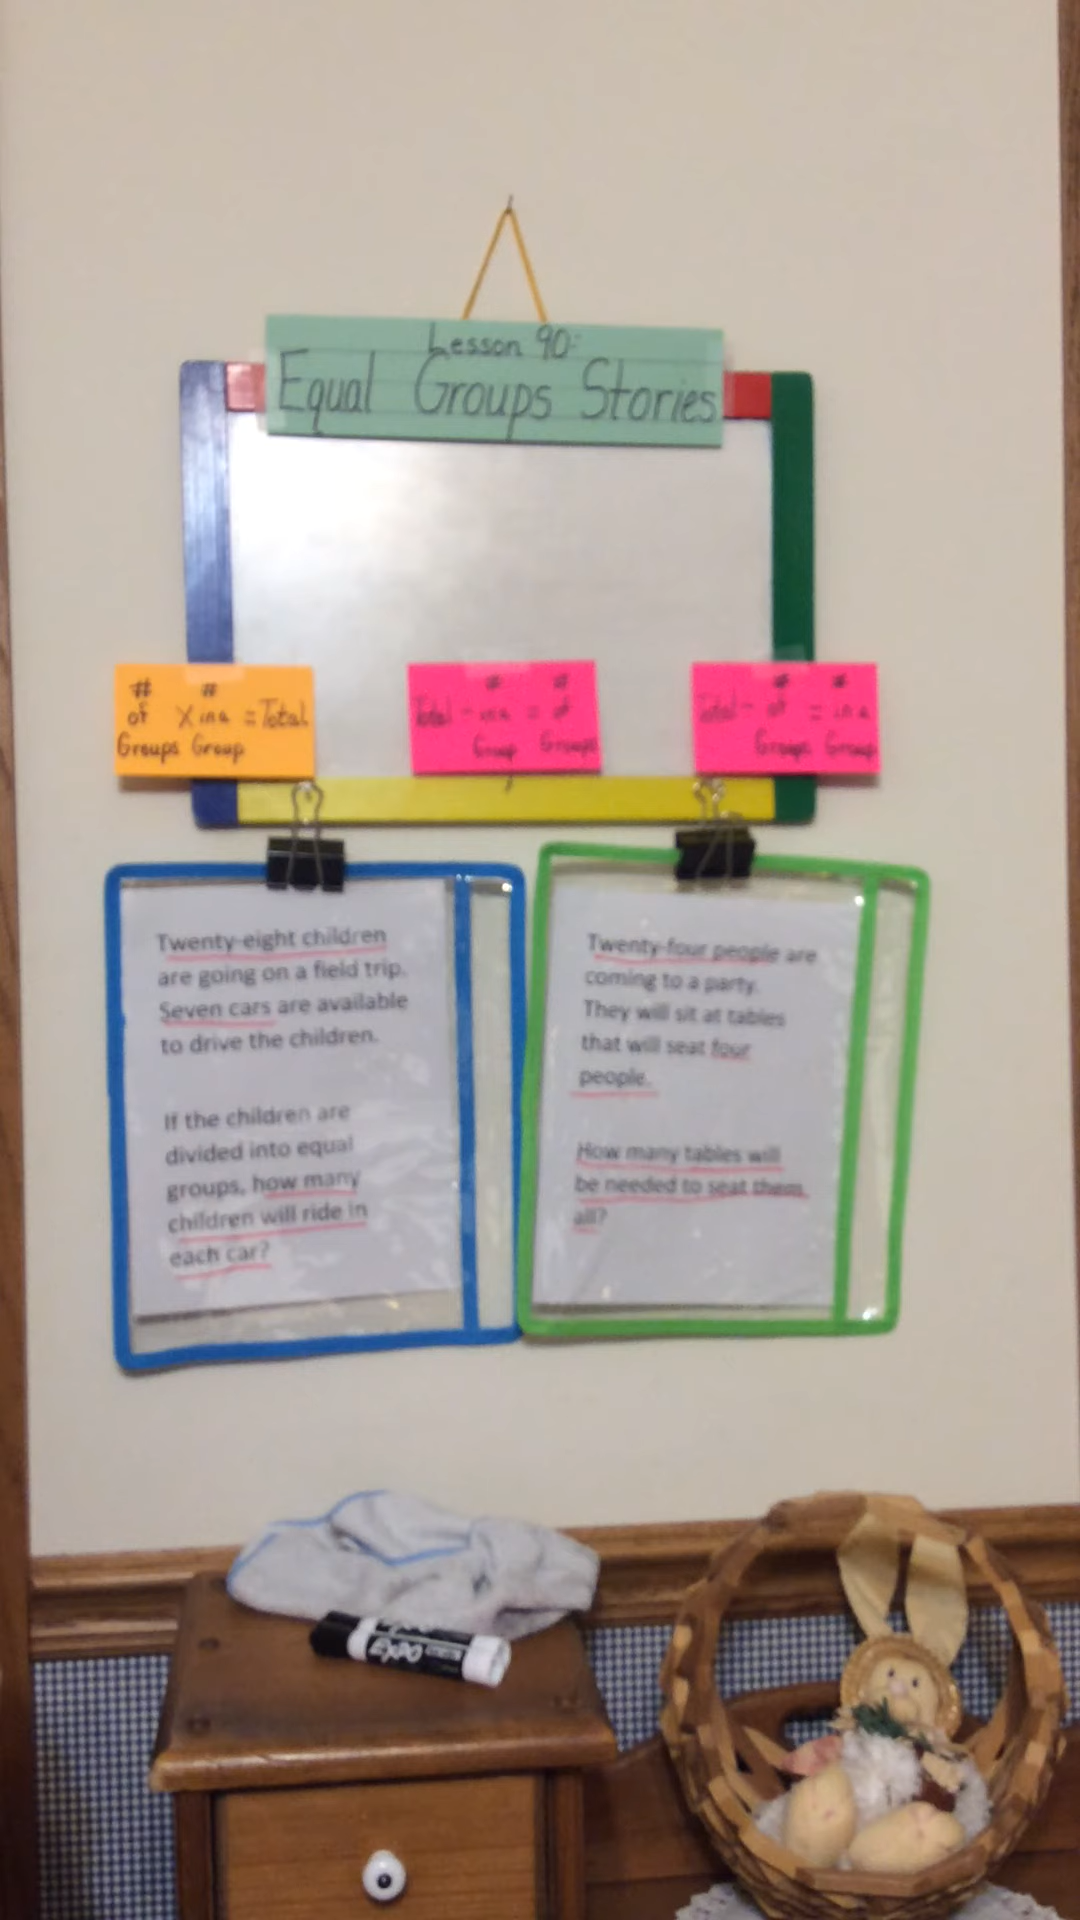 Lesson 90:
Equal Groups Stories
# #
of X in a = Total
Groups Group
# #
Total - in a = of
Group Groups
# #
Total - of = in a
Groups Group
Twenty-eight children
are going on a field trip.
Seven cars are available
to drive the children.
If the children are
divided into equal
groups, how many
children will ride in
each car?
Twenty-four people are
coming to a party.
They will sit at tables
that will seat four
people.
How many tables will
be needed to seat them
all?
EXPO